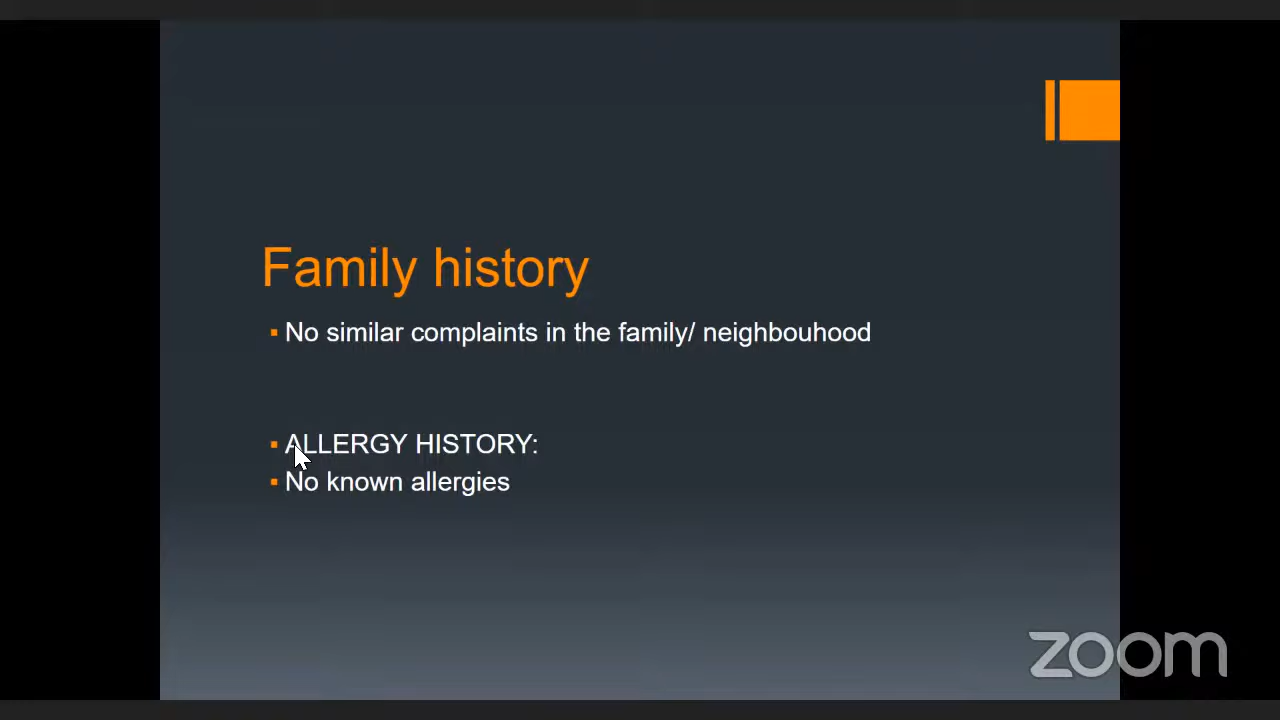 Family history
No similar complaints in the family/ neighbouhood
ALLERGY HISTORY:
No known allergies
zoom